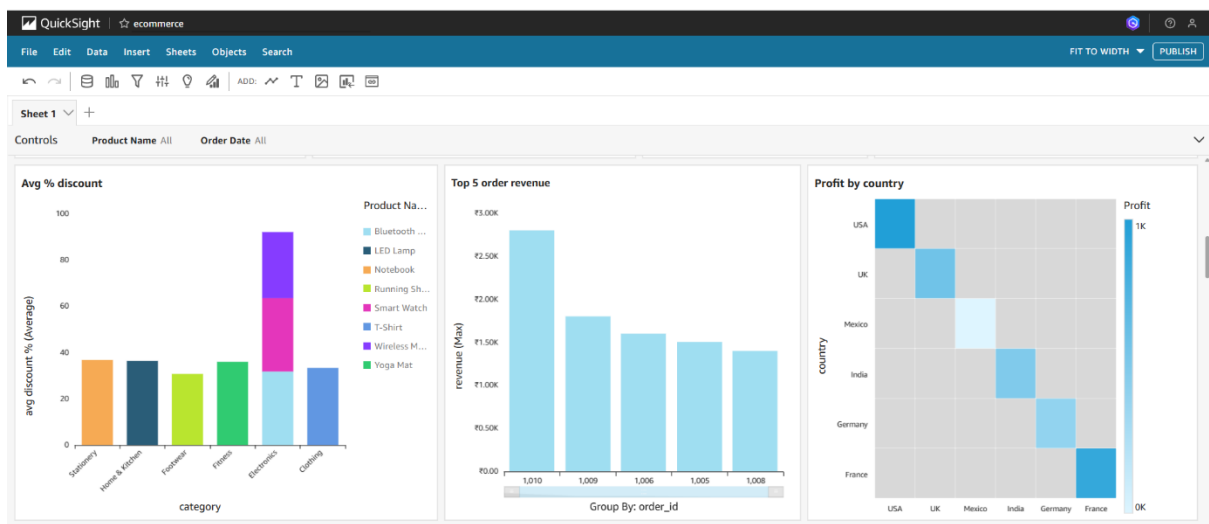 QuickSight ecommerce
File Edit Data Insert Sheets Objects Search FIT TO WIDTH PUBLISH
ADD: T
Sheet 1
Controls Product Name All Order Date All
Avg % discount
Product Na...
Bluetooth ...
LED Lamp
Notebook
Running Sh...
Smart Watch
T-Shirt
Wireless M...
Yoga Mat
100
80
60
40
20
0
avg discount % (Average)
Stationery
Home & Kitchen
Footwear
Fitness
Electronics
Clothing
category
Top 5 order revenue
₹3.00K
₹2.50K
₹2.00K
₹1.50K
₹1.00K
₹0.50K
₹0.00
revenue (Max)
1,010 1,009 1,006 1,005 1,008
Group By: order_id
Profit by country
Profit
1K
0K
country
USA
UK
Mexico
India
Germany
France
USA UK Mexico India Germany France